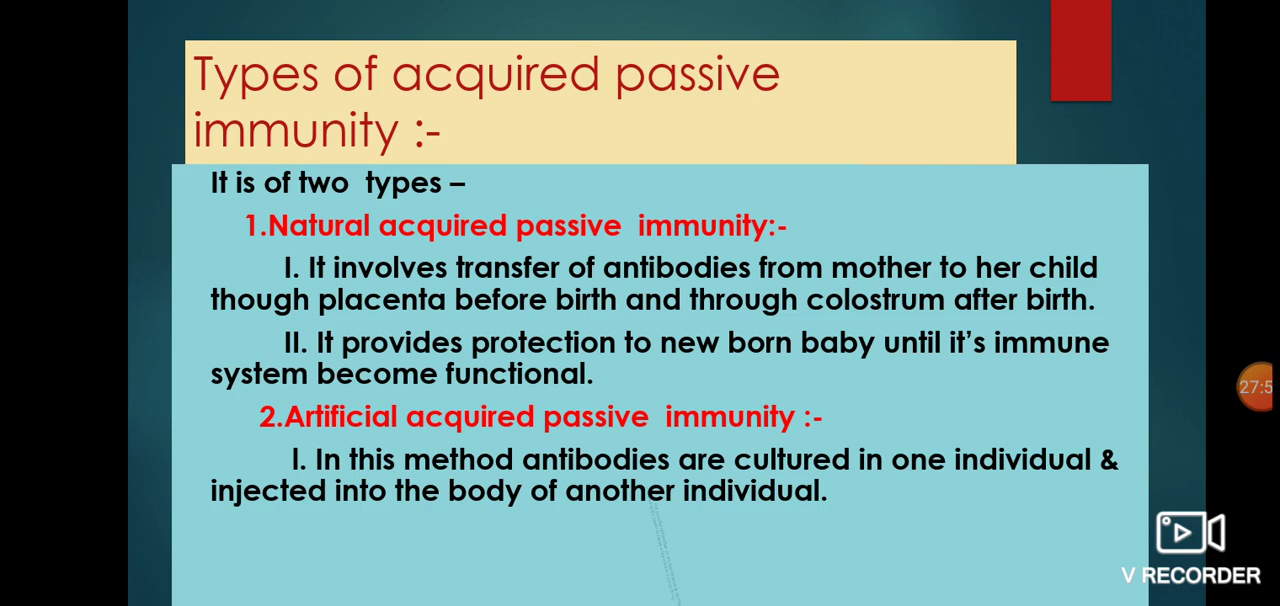 Types of acquired passive
immunity :-
It is of two types –
1.Natural acquired passive immunity:-
I. It involves transfer of antibodies from mother to her child
though placenta before birth and through colostrum after birth.
II. It provides protection to new born baby until it’s immune
system become functional.
2.Artificial acquired passive immunity :-
I. In this method antibodies are cultured in one individual &
injected into the body of another individual.
27:5
V RECORDER